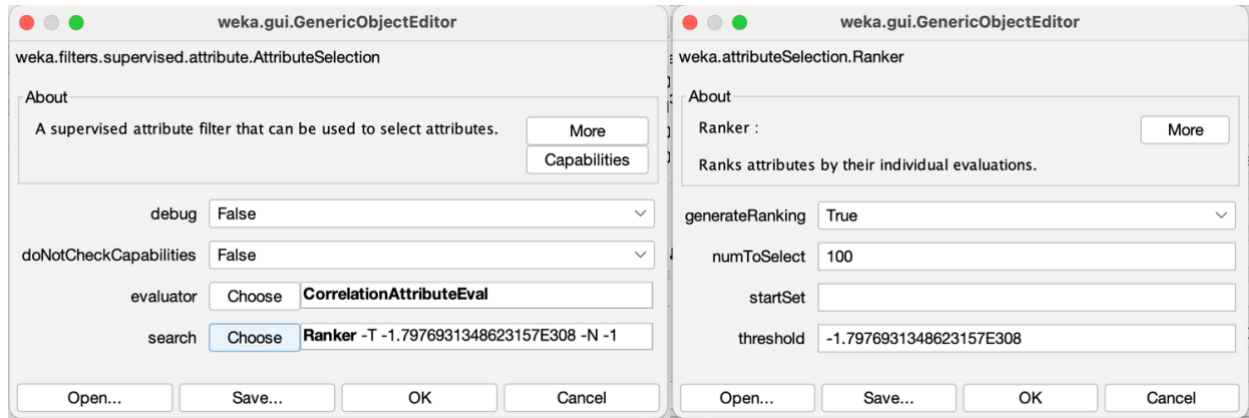 weka.gui.GenericObjectEditor
weka.filters.supervised.attribute.AttributeSelection
About
A supervised attribute filter that can be used to select attributes.
More
Capabilities
debug False
doNotCheckCapabilities False
evaluator Choose CorrelationAttributeEval
search Choose Ranker -T -1.7976931348623157E308 -N -1
Open... Save... OK Cancel
weka.gui.GenericObjectEditor
weka.attributeSelection.Ranker
About
Ranker :
More
Ranks attributes by their individual evaluations.
generateRanking True
numToSelect 100
startSet
threshold -1.7976931348623157E308
Open... Save... OK Cancel